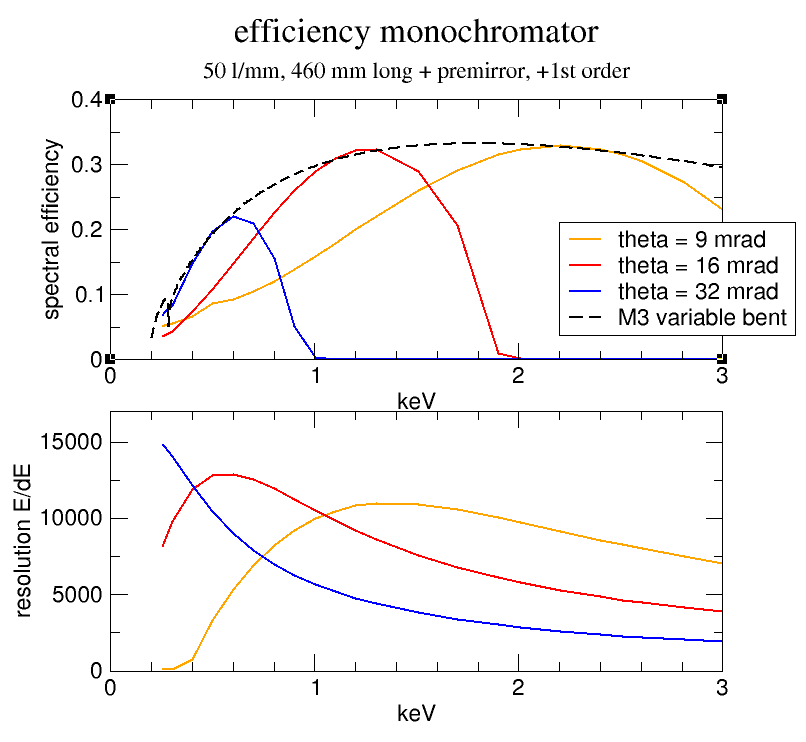 efficiency monochromator
50 l/mm, 460 mm long + premirror, +1st order
0.4
0.3
0.2
0.1
0
spectral efficiency
theta = 9 mrad
theta = 16 mrad
theta = 32 mrad
M3 variable bent
0 1 2 3
keV
15000
10000
5000
0
resolution E/dE
0 1 2 3
keV